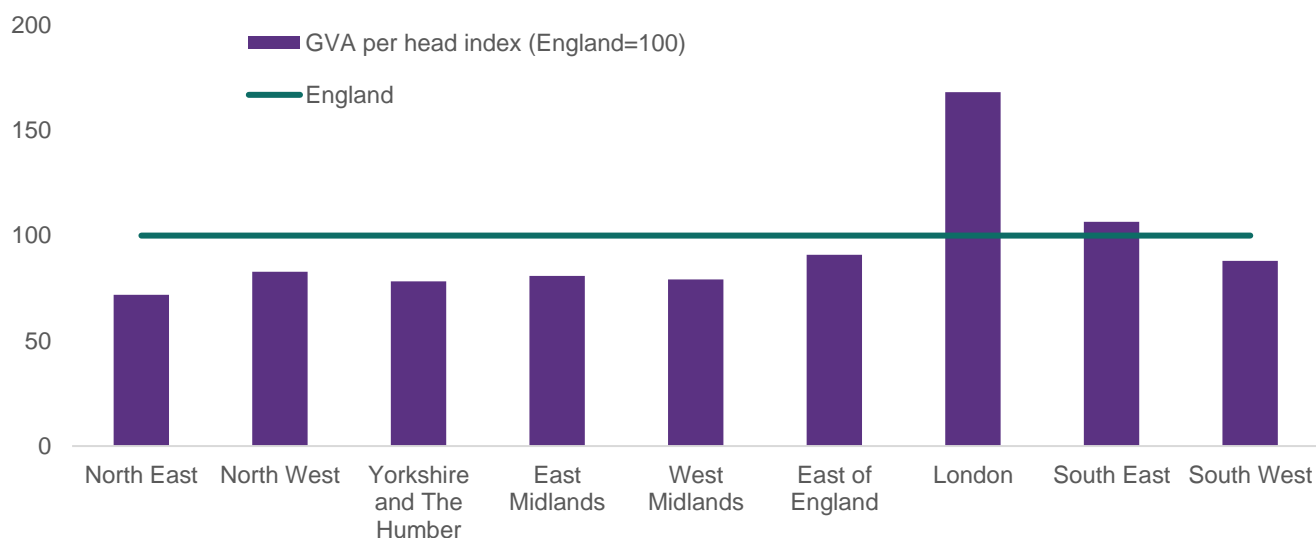 200
GVA per head index (England=100)
England
150
100
50
0
North East
North West
Yorkshire
and The
Humber
East
Midlands
West
Midlands
East of
England
London
South East
South West